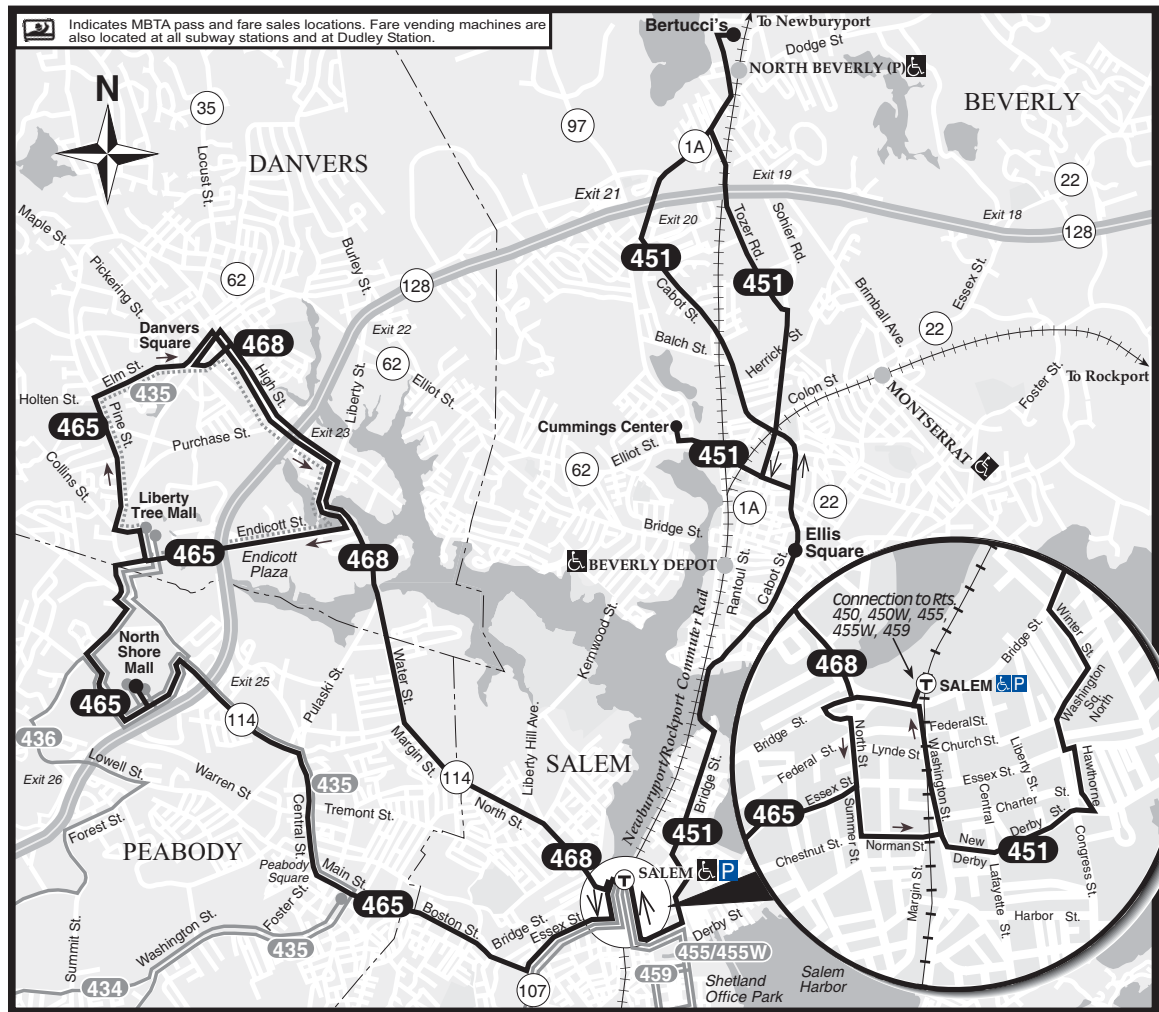 Indicates MBTA pass and fare sales locations. Fare vending machines are
also located at all subway stations and at Dudley Station.
Bertucci's
To Newburyport
Dodge St
NORTH BEVERLY (P)
BEVERLY
N
35
97
1A
Locust St.
DANVERS
Exit 21
Exit 19
22
Exit 20
Exit 18
128
Maple St.
Pickering St.
Burley St.
Tozer Rd.
Sohier Rd.
451
451
62
128
Cabot St.
Brimball Ave.
Essex St.
22
Danvers
Square
468
Exit 22
Balch St.
Herrick St
Elm St.
435
High St.
Liberty St.
62
Elliot St.
Colon St.
To Rockport
Foster St.
Holten St.
465
Pine St.
Purchase St.
Exit 23
Cummings Center
MONTSERRAT
Collins St.
Elliot St.
451
62
Liberty
Tree Mall
1A
22
Endicott St.
Bridge St.
465
Endicott
Plaza
468
Ellis
Square
BEVERLY DEPOT
Rantoul St.
Cabot St.
Kernwood St.
Newburyport/Rockport Commuter Rail
North
Shore
Mall
465
Water St.
Exit 25
Pulaski St.
114
436
Lowell St.
Exit 26
Warren St
435
Margin St.
114
Liberty Hill Ave.
SALEM
Bridge St.
Tremont St.
North St.
Central St.
Forest St.
PEABODY
Peabody
Square
Main St.
468
451
SALEM
T
P
465
Foster St.
Boston St.
Bridge St.
Essex St.
Derby St
Washington St.
435
455/455W
Summit St.
434
107
459
Shetland
Office Park
Salem
Harbor
Connection to Rts.
450, 450W, 455,
455W, 459
Bridge St.
Winter St.
468
T
SALEM
P
Washington
Sq.
North
Bridge St.
North St
Federal St.
Federal St.
Lynde St
Church St.
Washington St.
Liberty St.
Hawthorne
Essex St.
Essex St.
465
Central
Charter St.
Summer St.
Derby St.
New
Norman St.
Derby
451
Chestnut St.
Margin St.
Lafayette St.
Congress St.
Harbor St.